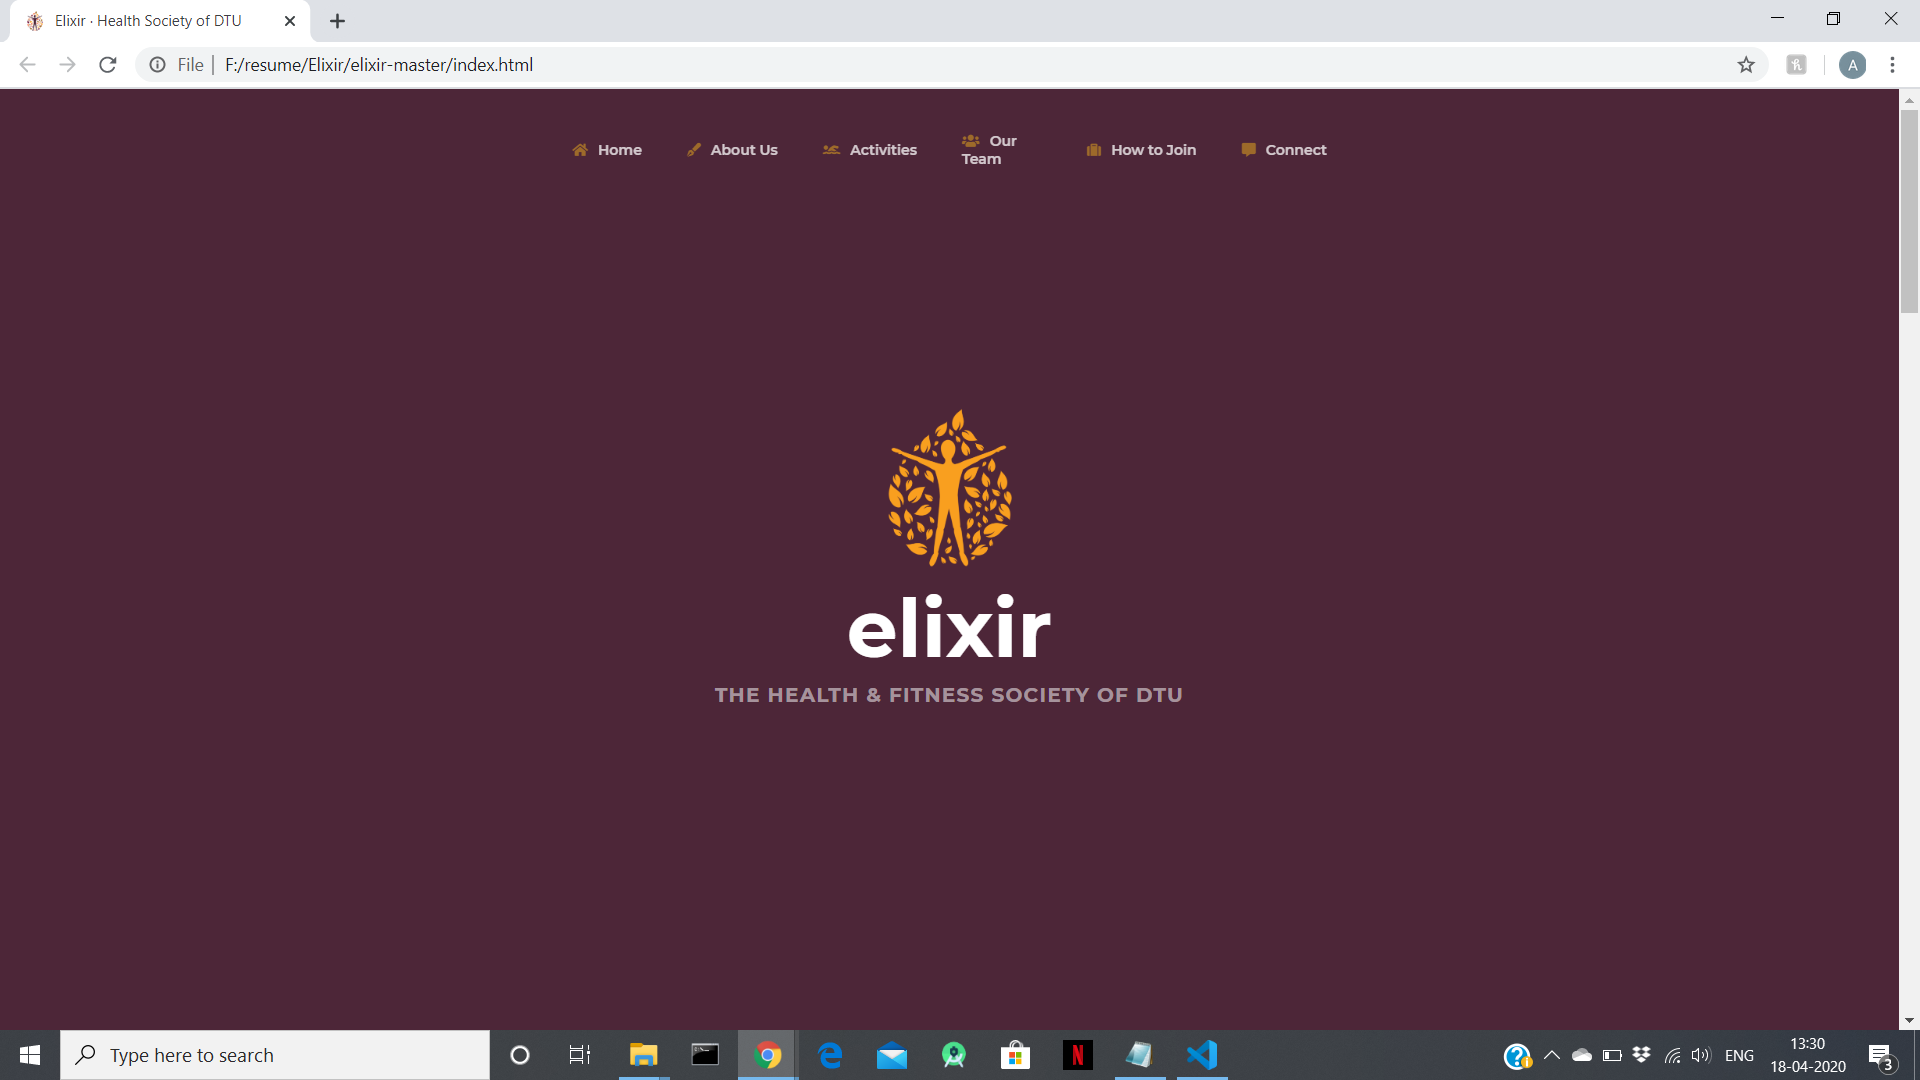 Elixir · Health Society of DTU
File | F:/resume/Elixir/elixir-master/index.html
A
Home About Us Activities Our Team How to Join Connect
elixir
THE HEALTH & FITNESS SOCIETY OF DTU
Type here to search
N
ENG
13:30
18-04-2020
3